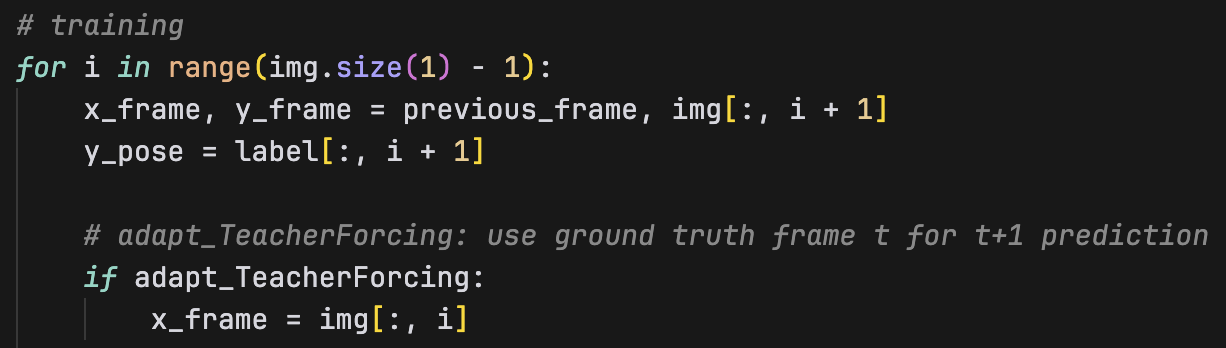 # training
for i in range(img.size(1) - 1):
    x_frame, y_frame = previous_frame, img[:, i + 1]
    y_pose = label[:, i + 1]

    # adapt_TeacherForcing: use ground truth frame t for t+1 prediction
    if adapt_TeacherForcing:
        x_frame = img[:, i]